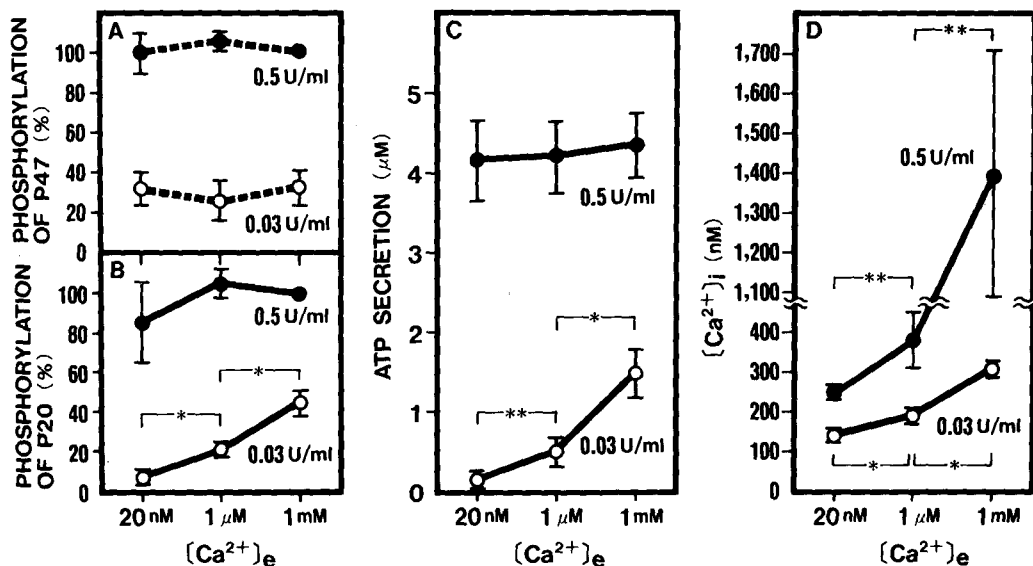 PHOSPHORYLATION
OF P47 (%)
A
100
80
60
40
20
0
0.5 U/ml
0.03 U/ml
PHOSPHORYLATION
OF P20 (%)
B
100
80
60
40
20
0
0.5 U/ml
*
*
0.03 U/ml
20 nM
1 μM
1 mM
[Ca²⁺]e
ATP SECRETION (μM)
C
5
4
2
1
0
0.5 U/ml
*
**
0.03 U/ml
20 nM
1 μM
1 mM
[Ca²⁺]e
[Ca²⁺]i (nM)
D
1,700
1,600
1,500
1,400
1,300
1,200
1,100
400
300
200
100
0
**
0.5 U/ml
**
0.03 U/ml
*
*
20 nM
1 μM
1 mM
[Ca²⁺]e